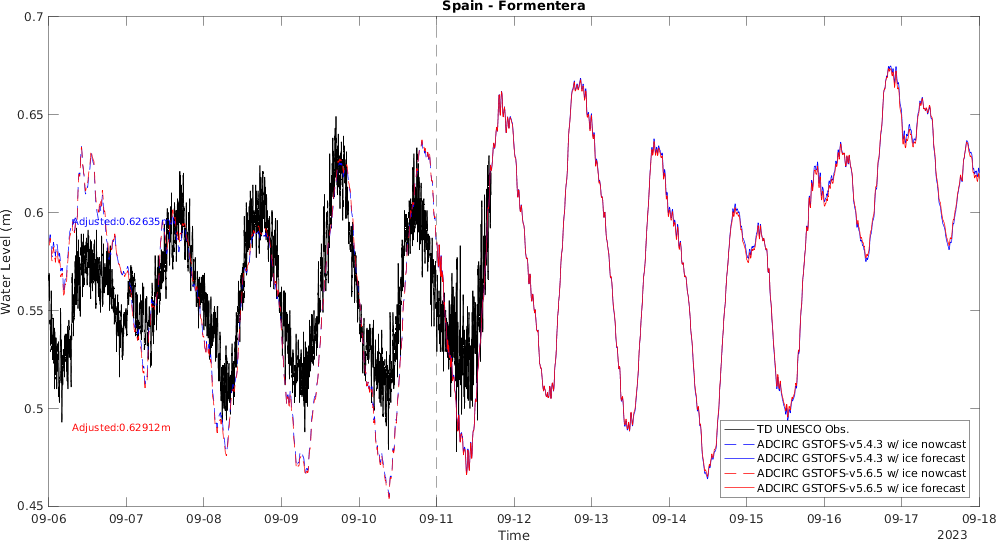 Spain - Formentera
0.7
0.65
0.6
0.55
0.5
0.45
Water Level (m)
Adjusted:0.62635m
Adjusted:0.62912m
TD UNESCO Obs.
ADCIRC GSTOFS-v5.4.3 w/ ice nowcast
ADCIRC GSTOFS-v5.4.3 w/ ice forecast
ADCIRC GSTOFS-v5.6.5 w/ ice nowcast
ADCIRC GSTOFS-v5.6.5 w/ ice forecast
09-06 09-07 09-08 09-09 09-10 09-11 09-12 09-13 09-14 09-15 09-16 09-17 09-18
Time
2023